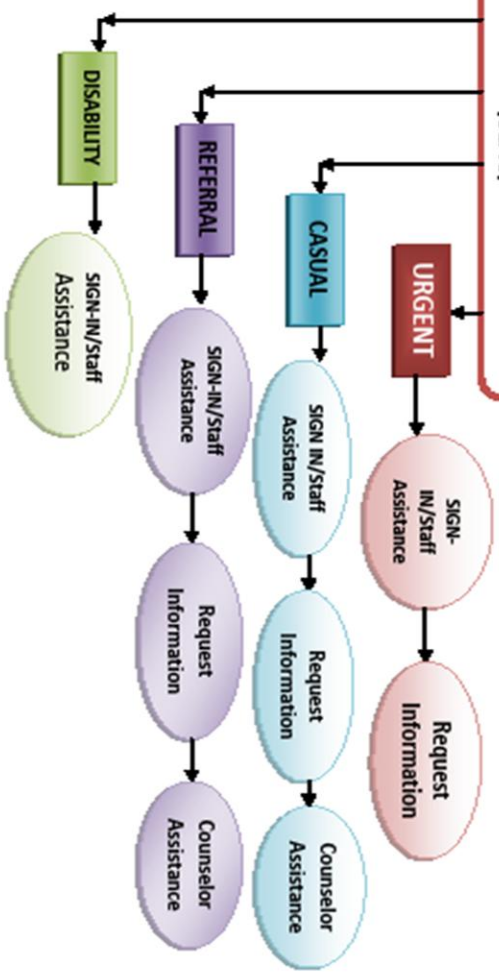 URGENT
SIGN-
IN/Staff
Assistance
Request
Information
CASUAL
SIGN IN/Staff
Assistance
Request
Information
Counselor
Assistance
REFERRAL
SIGN-IN/Staff
Assistance
Request
Information
Counselor
Assistance
DISABILITY
SIGN-IN/Staff
Assistance